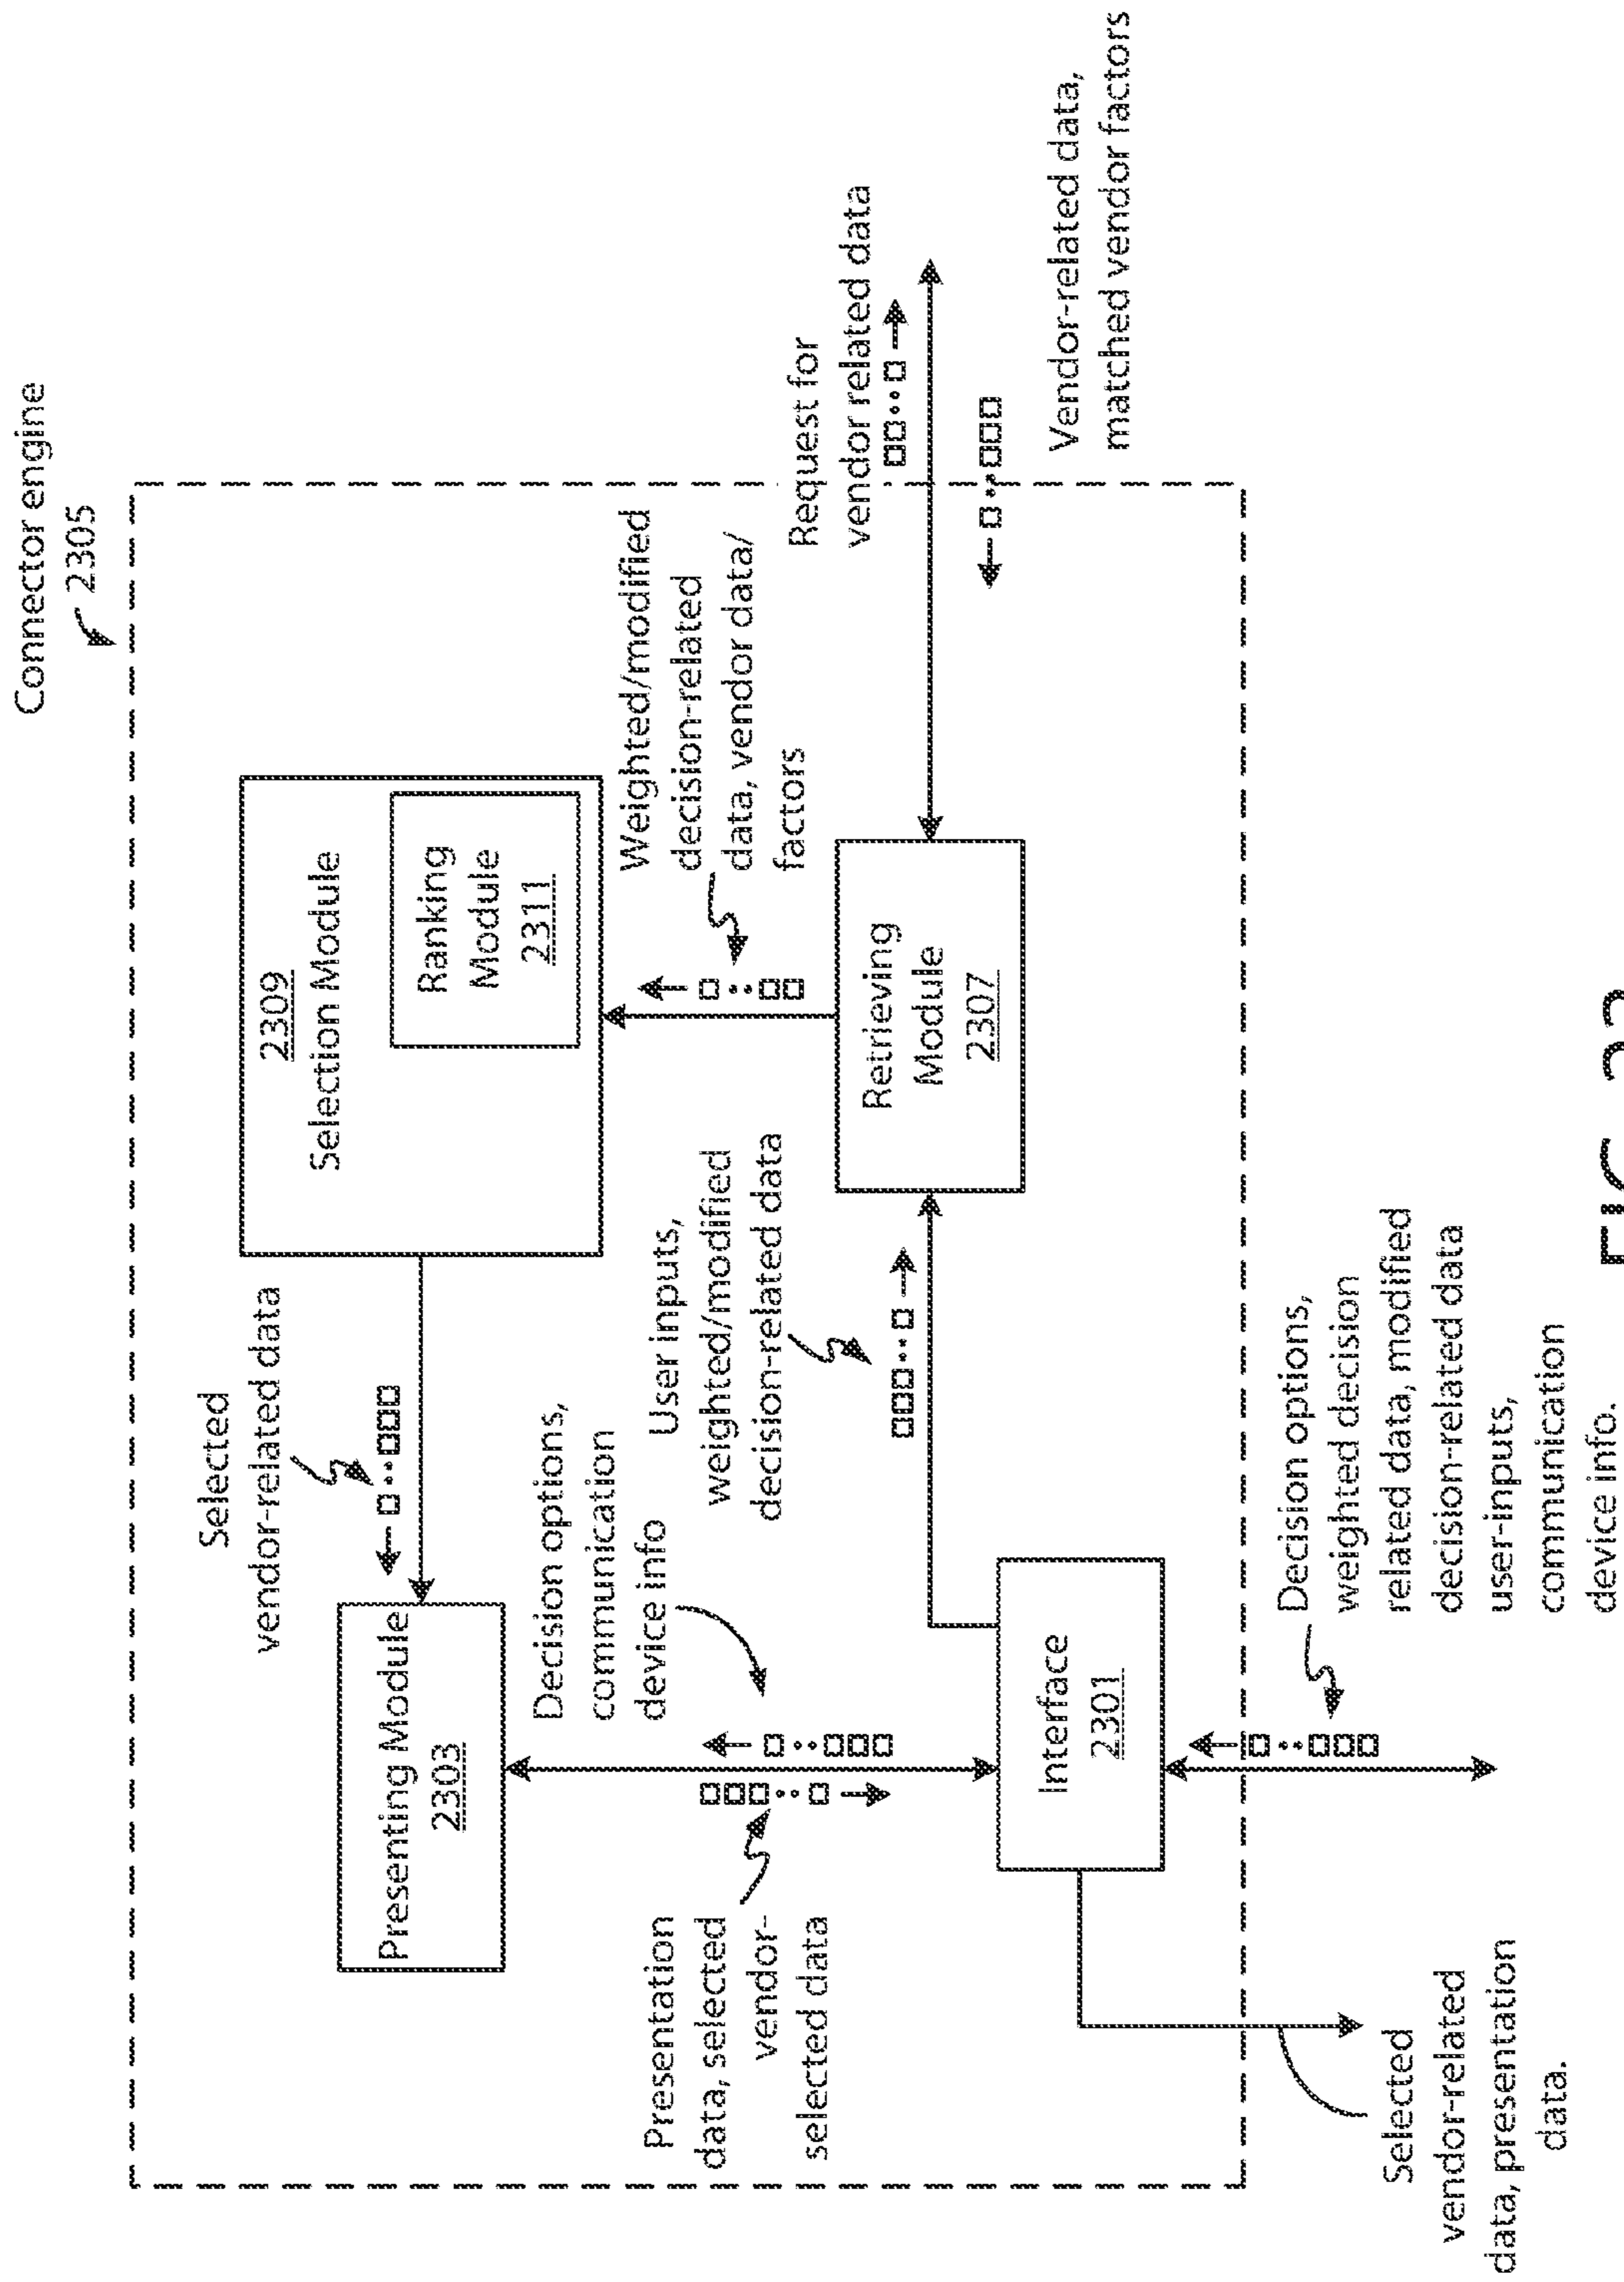 Connector engine
2305
2309
Selection Module
Ranking
Module
2311
Selected
vendor-related data
Presenting Module
2303
Decision options,
communication
device info
User inputs,
weighted/modified
decision-related data
Weighted/modified
decision-related
data, vendor data/
factors
Request for
vendor related data
Retrieving
Module
2307
Vendor-related data,
matched vendor factors
Presentation
data, selected
vendor-
selected data
Interface
2301
Decision options,
weighted decision
related data, modified
decision-related data
user-inputs,
communication
device info.
Selected
vendor-related
data, presentation
data.